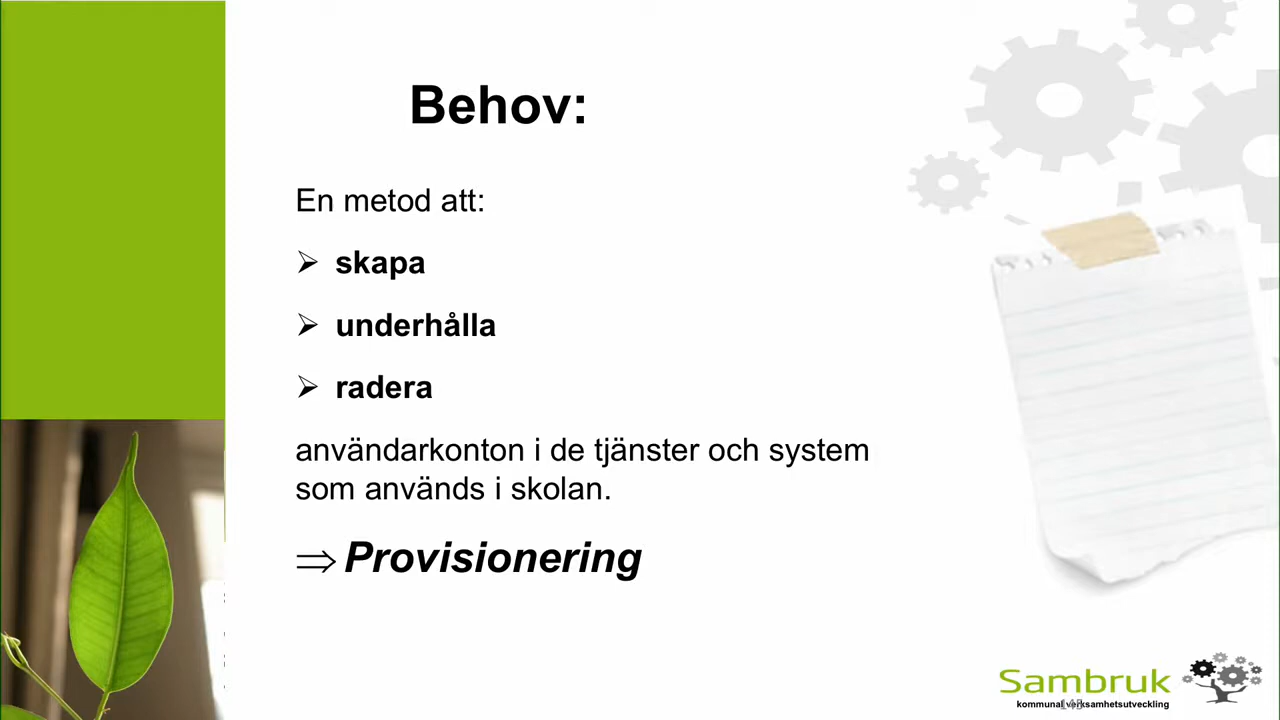 Behov:
En metod att:
➢ skapa
➢ underhålla
➢ radera
användarkonton i de tjänster och system
som används i skolan.
⇒ Provisionering
Sambruk
kommunal verksamhetsutveckling